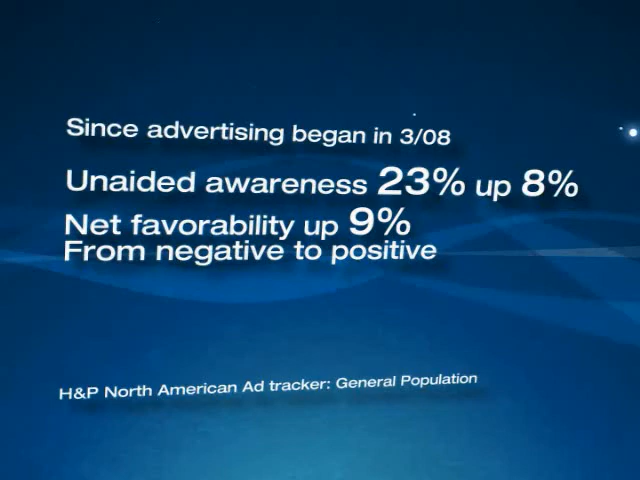 Since advertising began in 3/08
Unaided awareness 23% up 8%
Net favorability up 9%
From negative to positive
H&P North American Ad tracker: General Population